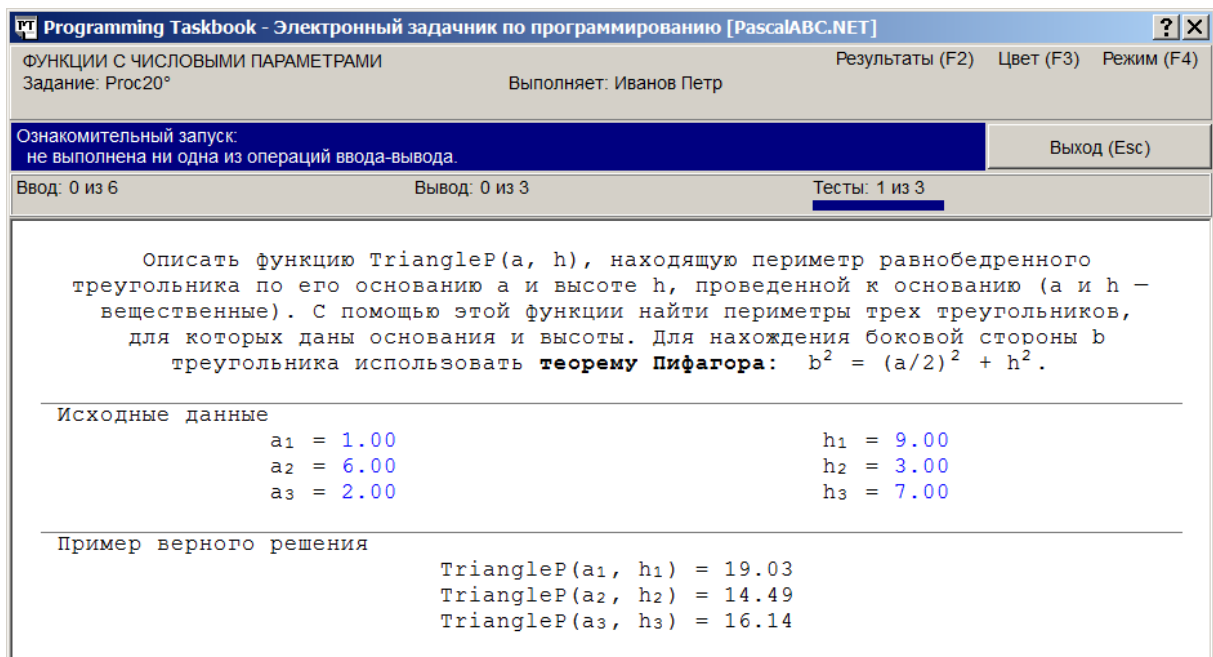 Programming Taskbook - Электронный задачник по программированию [PascalABC.NET]
ФУНКЦИИ С ЧИСЛОВЫМИ ПАРАМЕТРАМИ Результаты (F2) Цвет (F3) Режим (F4)
Задание: Proc20° Выполняет: Иванов Петр
Ознакомительный запуск:
не выполнена ни одна из операций ввода-вывода.
Выход (Esc)
Ввод: 0 из 6 Вывод: 0 из 3 Тесты: 1 из 3
Описать функцию TriangleP(a, h), находящую периметр равнобедренного
треугольника по его основанию a и высоте h, проведенной к основанию (a и h —
вещественные). С помощью этой функции найти периметры трех треугольников,
для которых даны основания и высоты. Для нахождения боковой стороны b
треугольника использовать теорему Пифагора: b² = (a/2)² + h².
Исходные данные
a₁ = 1.00 h₁ = 9.00
a₂ = 6.00 h₂ = 3.00
a₃ = 2.00 h₃ = 7.00
Пример верного решения
TriangleP(a₁, h₁) = 19.03
TriangleP(a₂, h₂) = 14.49
TriangleP(a₃, h₃) = 16.14